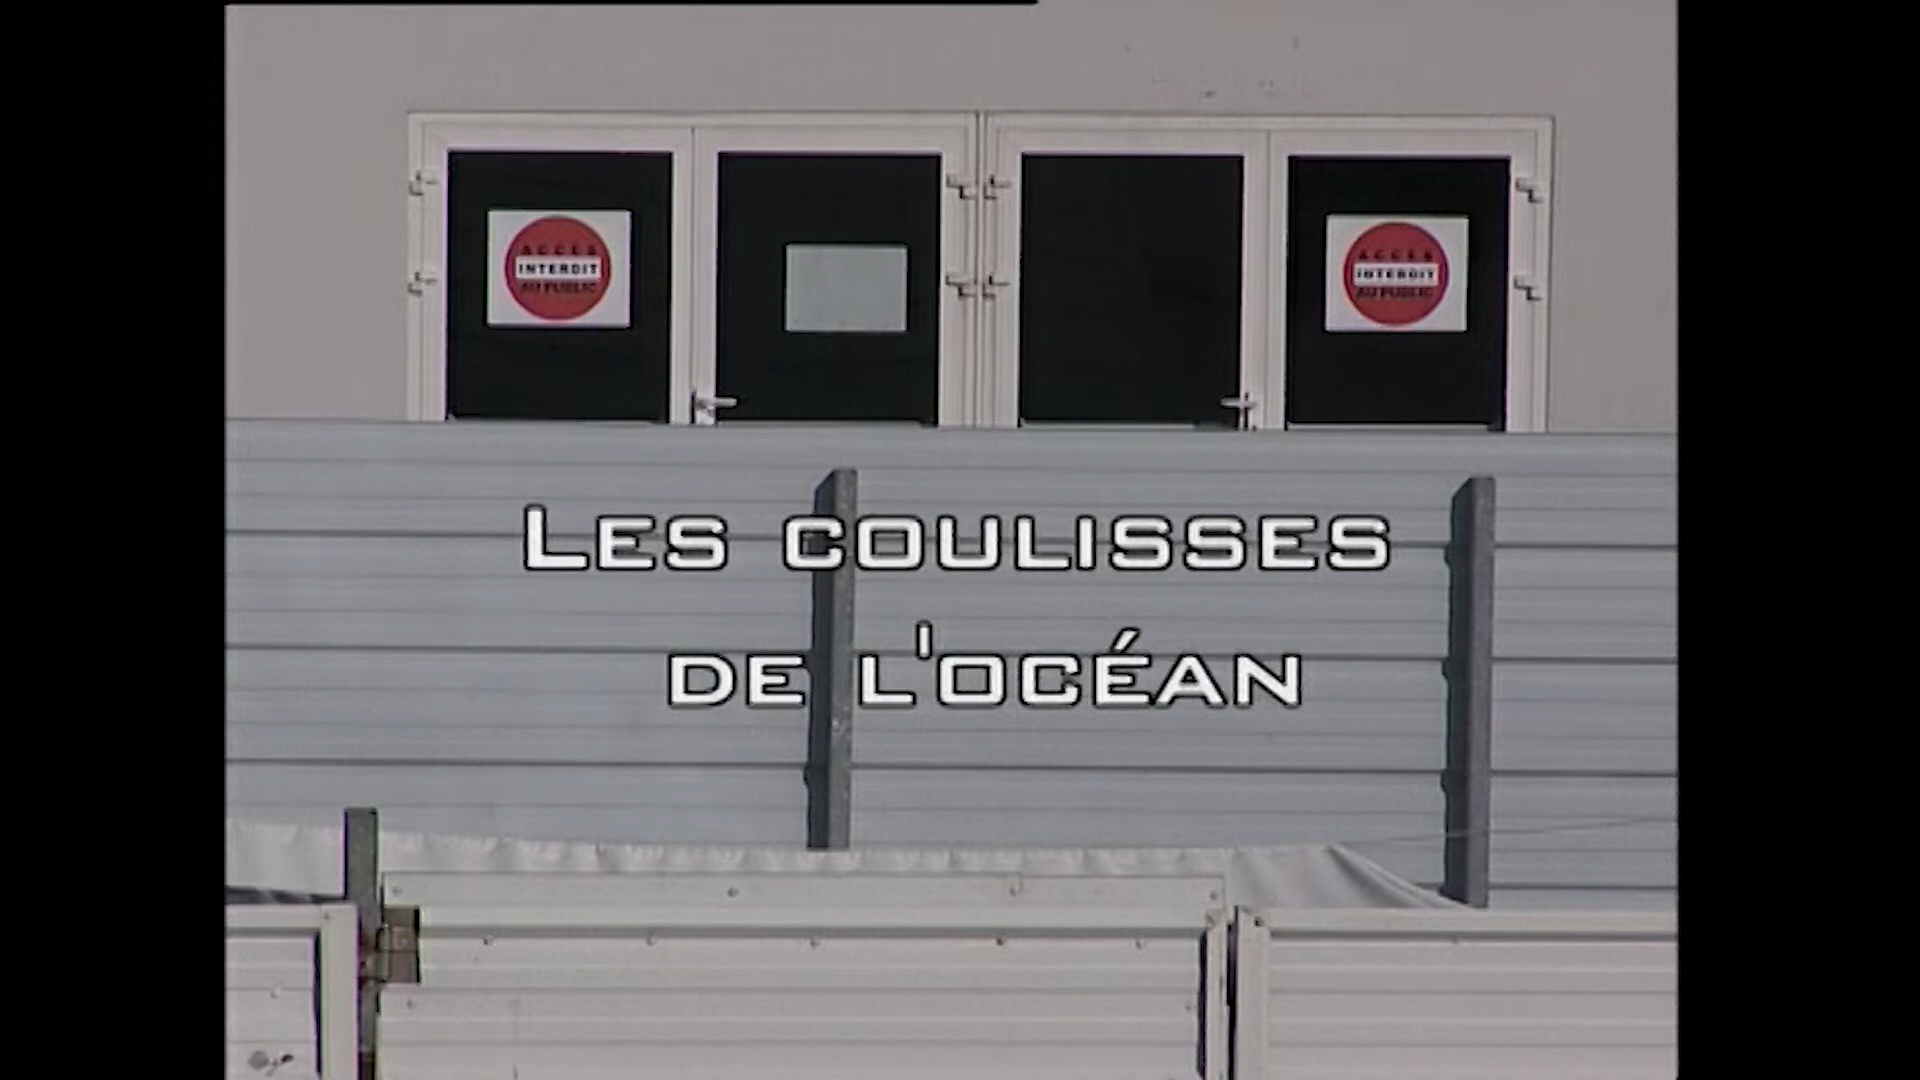 ACCES
INTERDIT
AU PUBLIC
ACCES
INTERDIT
AU PUBLIC
LES COULISSES
DE L'OCÉAN